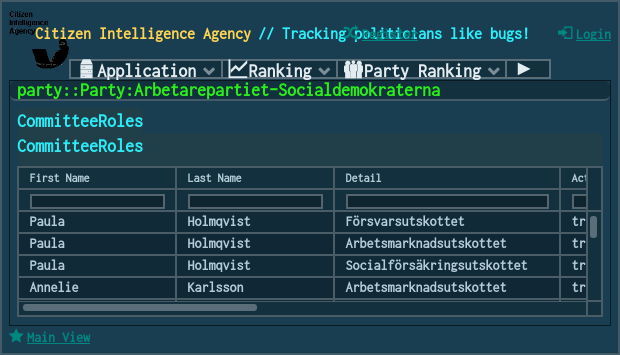 Citizen
Intelligence
Agency
Citizen Intelligence Agency // Tracking politicians like bugs!
Login
Application Ranking Party Ranking
party::Party:Arbetarepartiet-Socialdemokraterna
CommitteeRoles
CommitteeRoles
First Name Last Name Detail Act
Paula Holmqvist Försvarsutskottet tr
Paula Holmqvist Arbetsmarknadsutskottet tr
Paula Holmqvist Socialförsäkringsutskottet tr
Annelie Karlsson Arbetsmarknadsutskottet tr
Main View